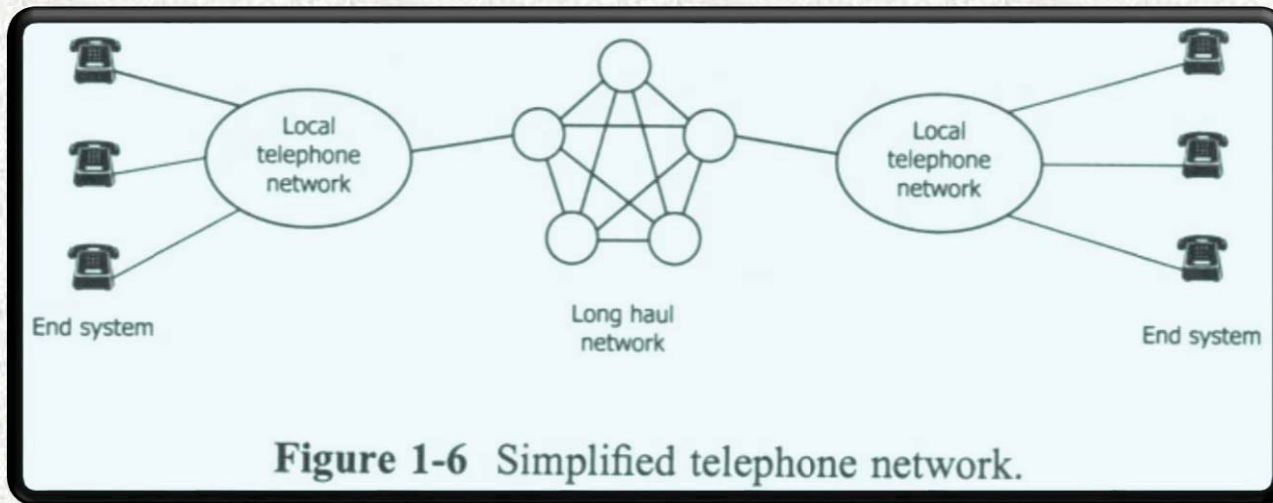 Local
telephone
network
Local
telephone
network
End system
Long haul
network
End system
Figure 1-6 Simplified telephone network.